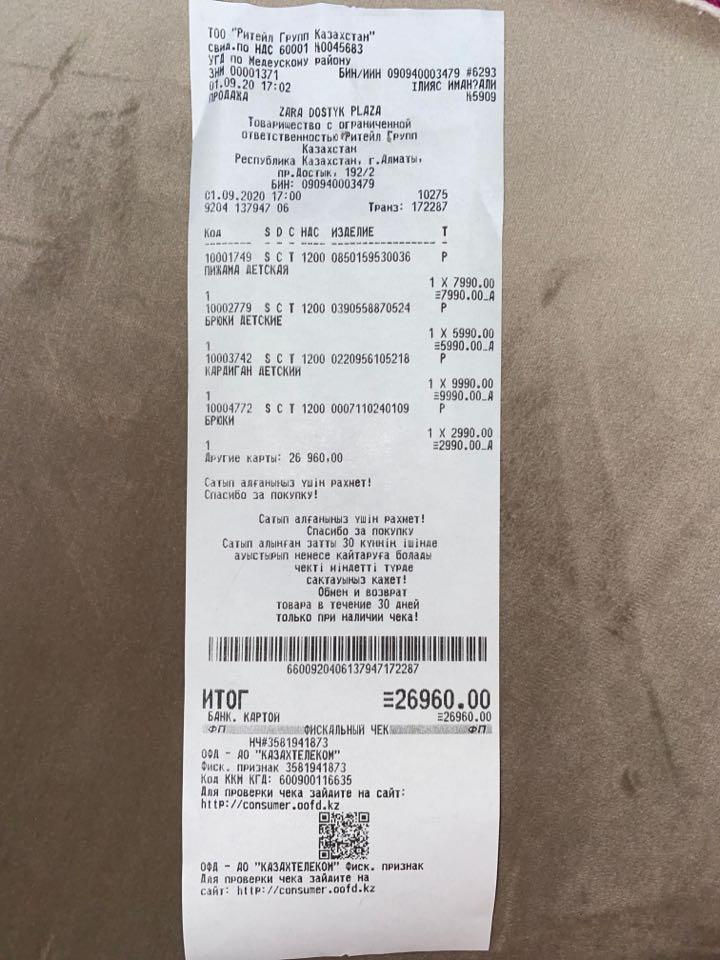 ТОО "Ритейл Групп Казахстан"
свид.по НДС 60001 №0045683
УГД по Медеускому району
ЗНМ 00001371 БИН/ИИН 090940003479 #6293
01.09.20 17:02 ІЛИЯС ИМАН?АЛИ
ПРОДАЖА №5909
ZARA DOSTYK PLAZA
Товарищество с ограниченной
ответственностью Ритейл Групп
Казахстан
Республика Казахстан, г.Алматы,
пр.Достык, 192/2
БИН: 090940003479
01.09.2020 17:00 10275
9204 137947 06 Транз: 172287
Код S D C НДС ИЗДЕЛИЕ T
10001749 S C T 1200 0850159530036 P
ПИЖАМА ДЕТСКАЯ
1 X 7990.00
1 =7990.00_А
10002779 S C T 1200 0390558870524 P
БРЮКИ ДЕТСКИЕ
1 X 5990.00
1 =5990.00_А
10003742 S C T 1200 0220956105218 P
КАРДИГАН ДЕТСКИЙ
1 X 9990.00
1 =9990.00_А
10004772 S C T 1200 0007110240109 P
БРЮКИ
1 X 2990.00
1 =2990.00_А
Другие карты: 26 960,00
Сатып алғаныңыз үшін рахмет!
Спасибо за покупку!
Сатып алғаныңыз үшін рахмет!
Спасибо за покупку
Сатып алынған затты 30 күннің ішінде
ауыстырып немесе қайтаруға болады
чекті міндетті түрде
сақтауыңыз қажет!
Обмен и возврат
товара в течение 30 дней
только при наличии чека!
6600920406137947172287
ИТОГ =26960.00
БАНК. КАРТОЙ =26960.00
ФП ФИСКАЛЬНЫЙ ЧЕК ФП
НЧ#3581941873
ОФД - АО "КАЗАХТЕЛЕКОМ"
Фиск. признак 3581941873
Код ККМ КГД: 600900116635
Для проверки чека зайдите на сайт:
http://consumer.oofd.kz
ОФД - АО "КАЗАХТЕЛЕКОМ" Фиск. признак
Для проверки чека зайдите на
сайт: http://consumer.oofd.kz